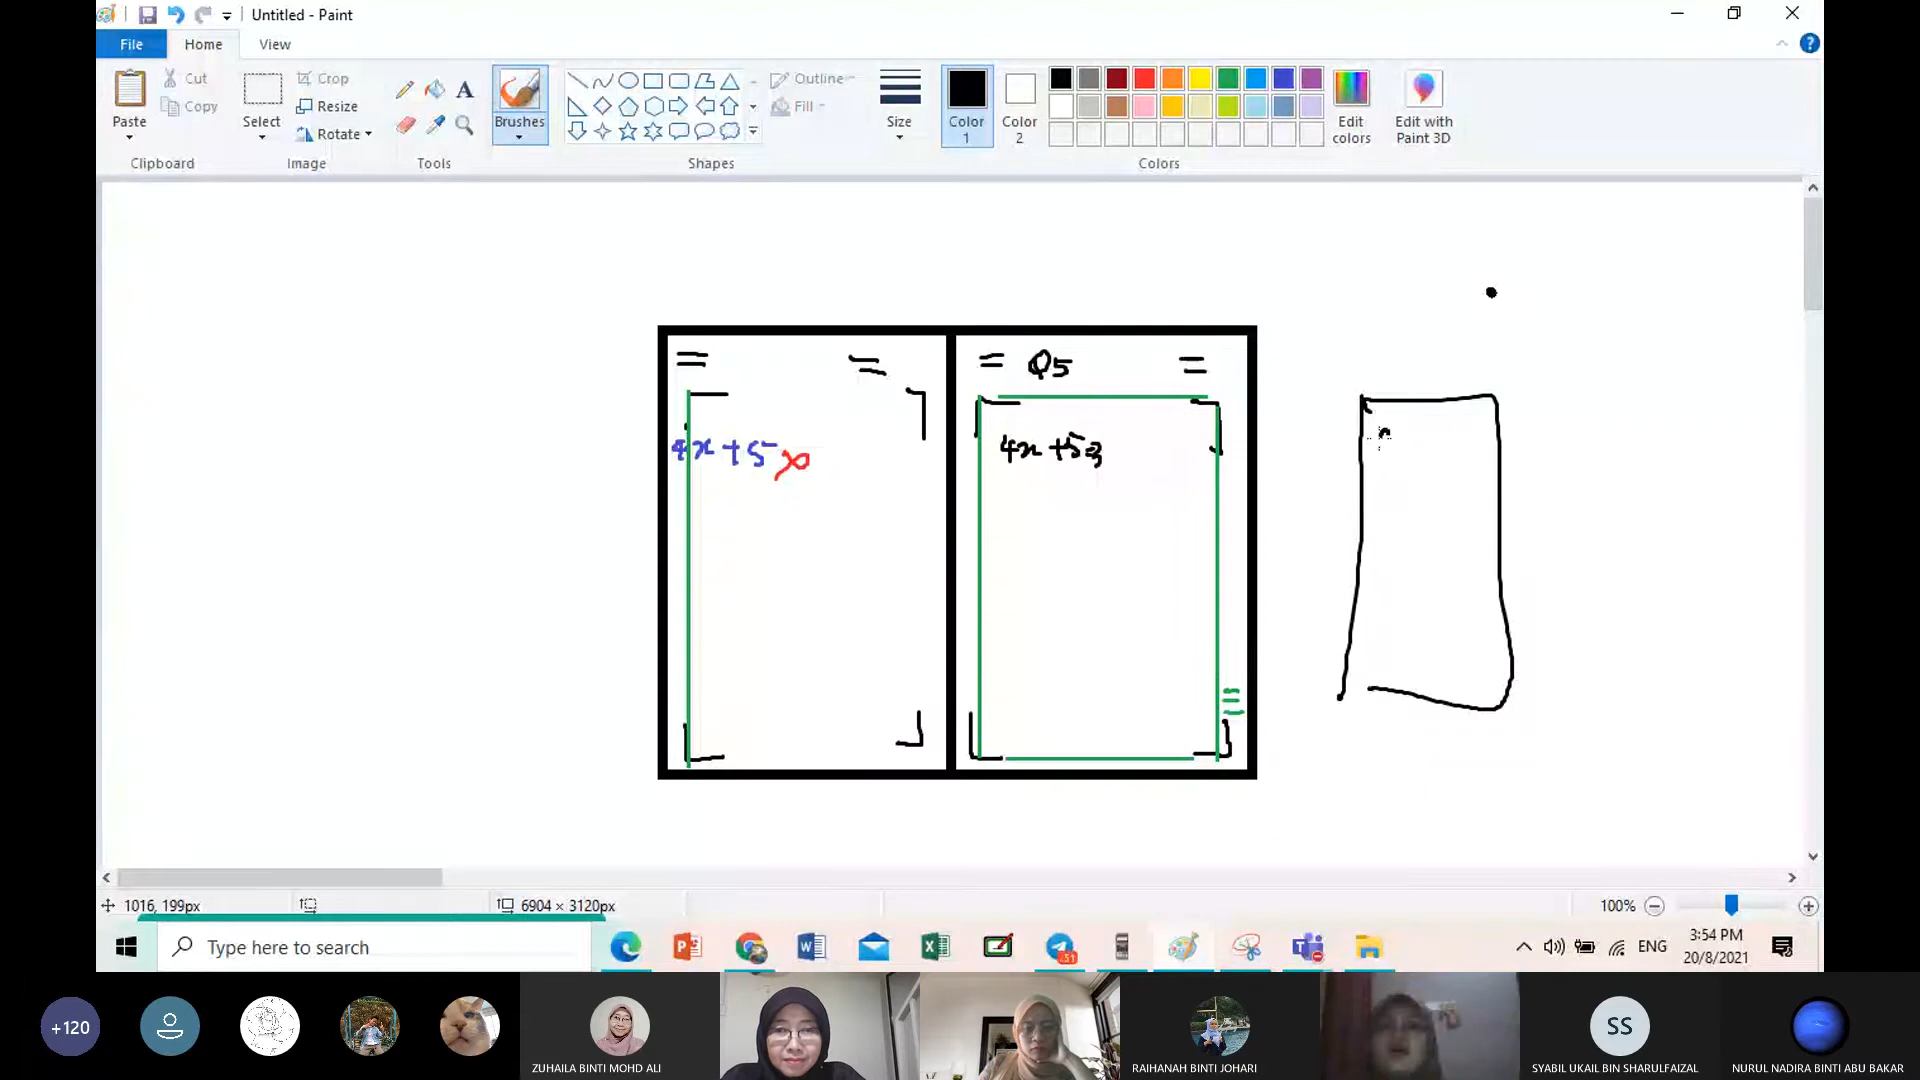 Untitled - Paint
File Home View
Paste
Cut
Copy
Clipboard
Select
Crop
Resize
Rotate
Image
A
Tools
Brushes
Outline
Fill
Shapes
Size
Color 1
Color 2
Edit colors
Edit with Paint 3D
Colors
= = = Q5 =
4x + 5
4x + 5
1016, 199px
6904 × 3120px
100%
Type here to search
51
ENG
3:54 PM
20/8/2021
+120
ZUHAILA BINTI MOHD ALI
RAIHANAH BINTI JOHARI
SS
SYABIL UKAIL BIN SHARULFAIZAL
NURUL NADIRA BINTI ABU BAKAR